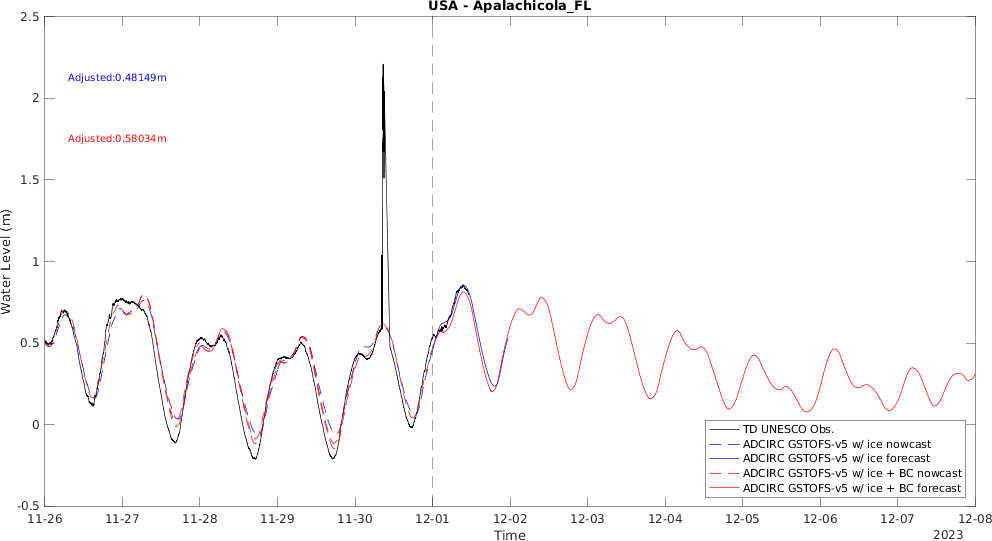 USA - Apalachicola_FL
Adjusted:0.48149m
Adjusted:0.58034m
Water Level (m)
2.5
2
1.5
1
0.5
0
-0.5
TD UNESCO Obs.
ADCIRC GSTOFS-v5 w/ ice nowcast
ADCIRC GSTOFS-v5 w/ ice forecast
ADCIRC GSTOFS-v5 w/ ice + BC nowcast
ADCIRC GSTOFS-v5 w/ ice + BC forecast
11-26 11-27 11-28 11-29 11-30 12-01 12-02 12-03 12-04 12-05 12-06 12-07 12-08
Time
2023